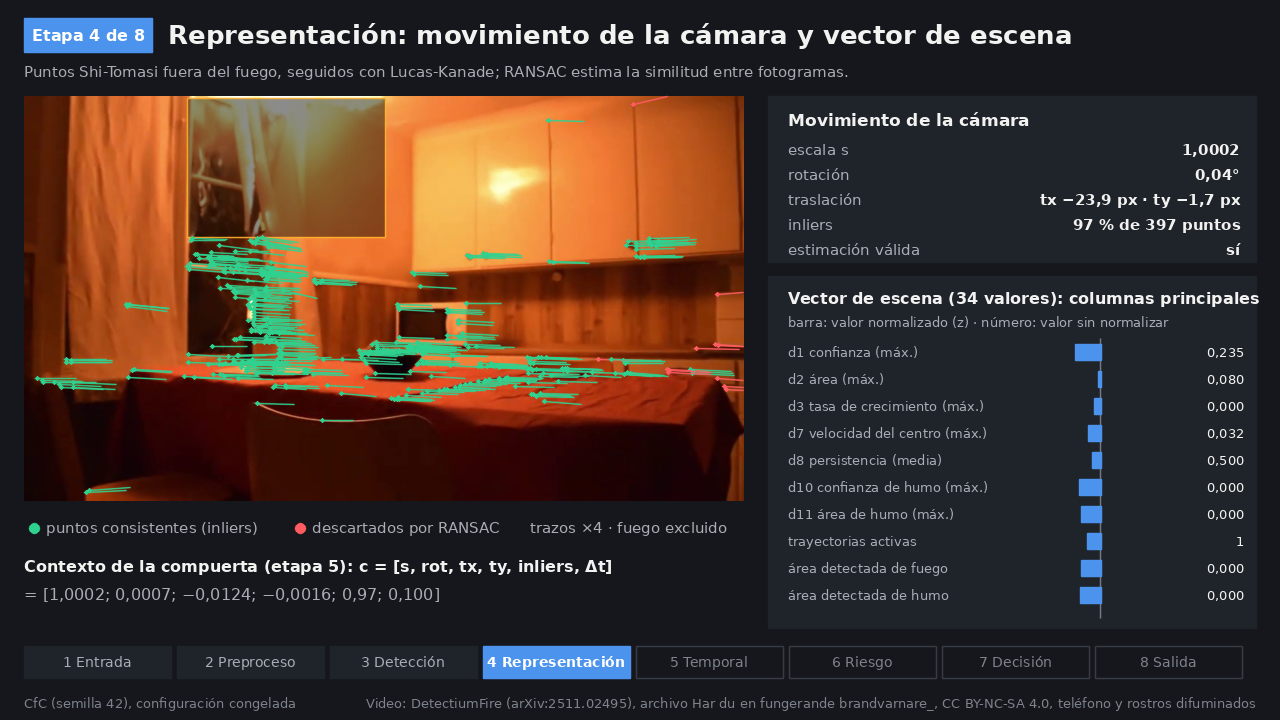 Etapa 4 de 8
Representación: movimiento de la cámara y vector de escena
Puntos Shi-Tomasi fuera del fuego, seguidos con Lucas-Kanade; RANSAC estima la similitud entre fotogramas.
Movimiento de la cámara
escala s 1,0002
rotación 0,04°
traslación tx −23,9 px · ty −1,7 px
inliers 97 % de 397 puntos
estimación válida sí
Vector de escena (34 valores): columnas principales
barra: valor normalizado (z) · número: valor sin normalizar
d1 confianza (máx.) 0,235
d2 área (máx.) 0,080
d3 tasa de crecimiento (máx.) 0,000
d7 velocidad del centro (máx.) 0,032
d8 persistencia (media) 0,500
d10 confianza de humo (máx.) 0,000
d11 área de humo (máx.) 0,000
trayectorias activas 1
área detectada de fuego 0,000
área detectada de humo 0,000
puntos consistentes (inliers) descartados por RANSAC trazos ×4 · fuego excluido
Contexto de la compuerta (etapa 5): c = [s, rot, tx, ty, inliers, Δt]
= [1,0002; 0,0007; −0,0124; −0,0016; 0,97; 0,100]
1 Entrada 2 Preproceso 3 Detección 4 Representación 5 Temporal 6 Riesgo 7 Decisión 8 Salida
CfC (semilla 42), configuración congelada
Video: DetectiumFire (arXiv:2511.02495), archivo Har du en fungerande brandvarnare_, CC BY-NC-SA 4.0, teléfono y rostros difuminados